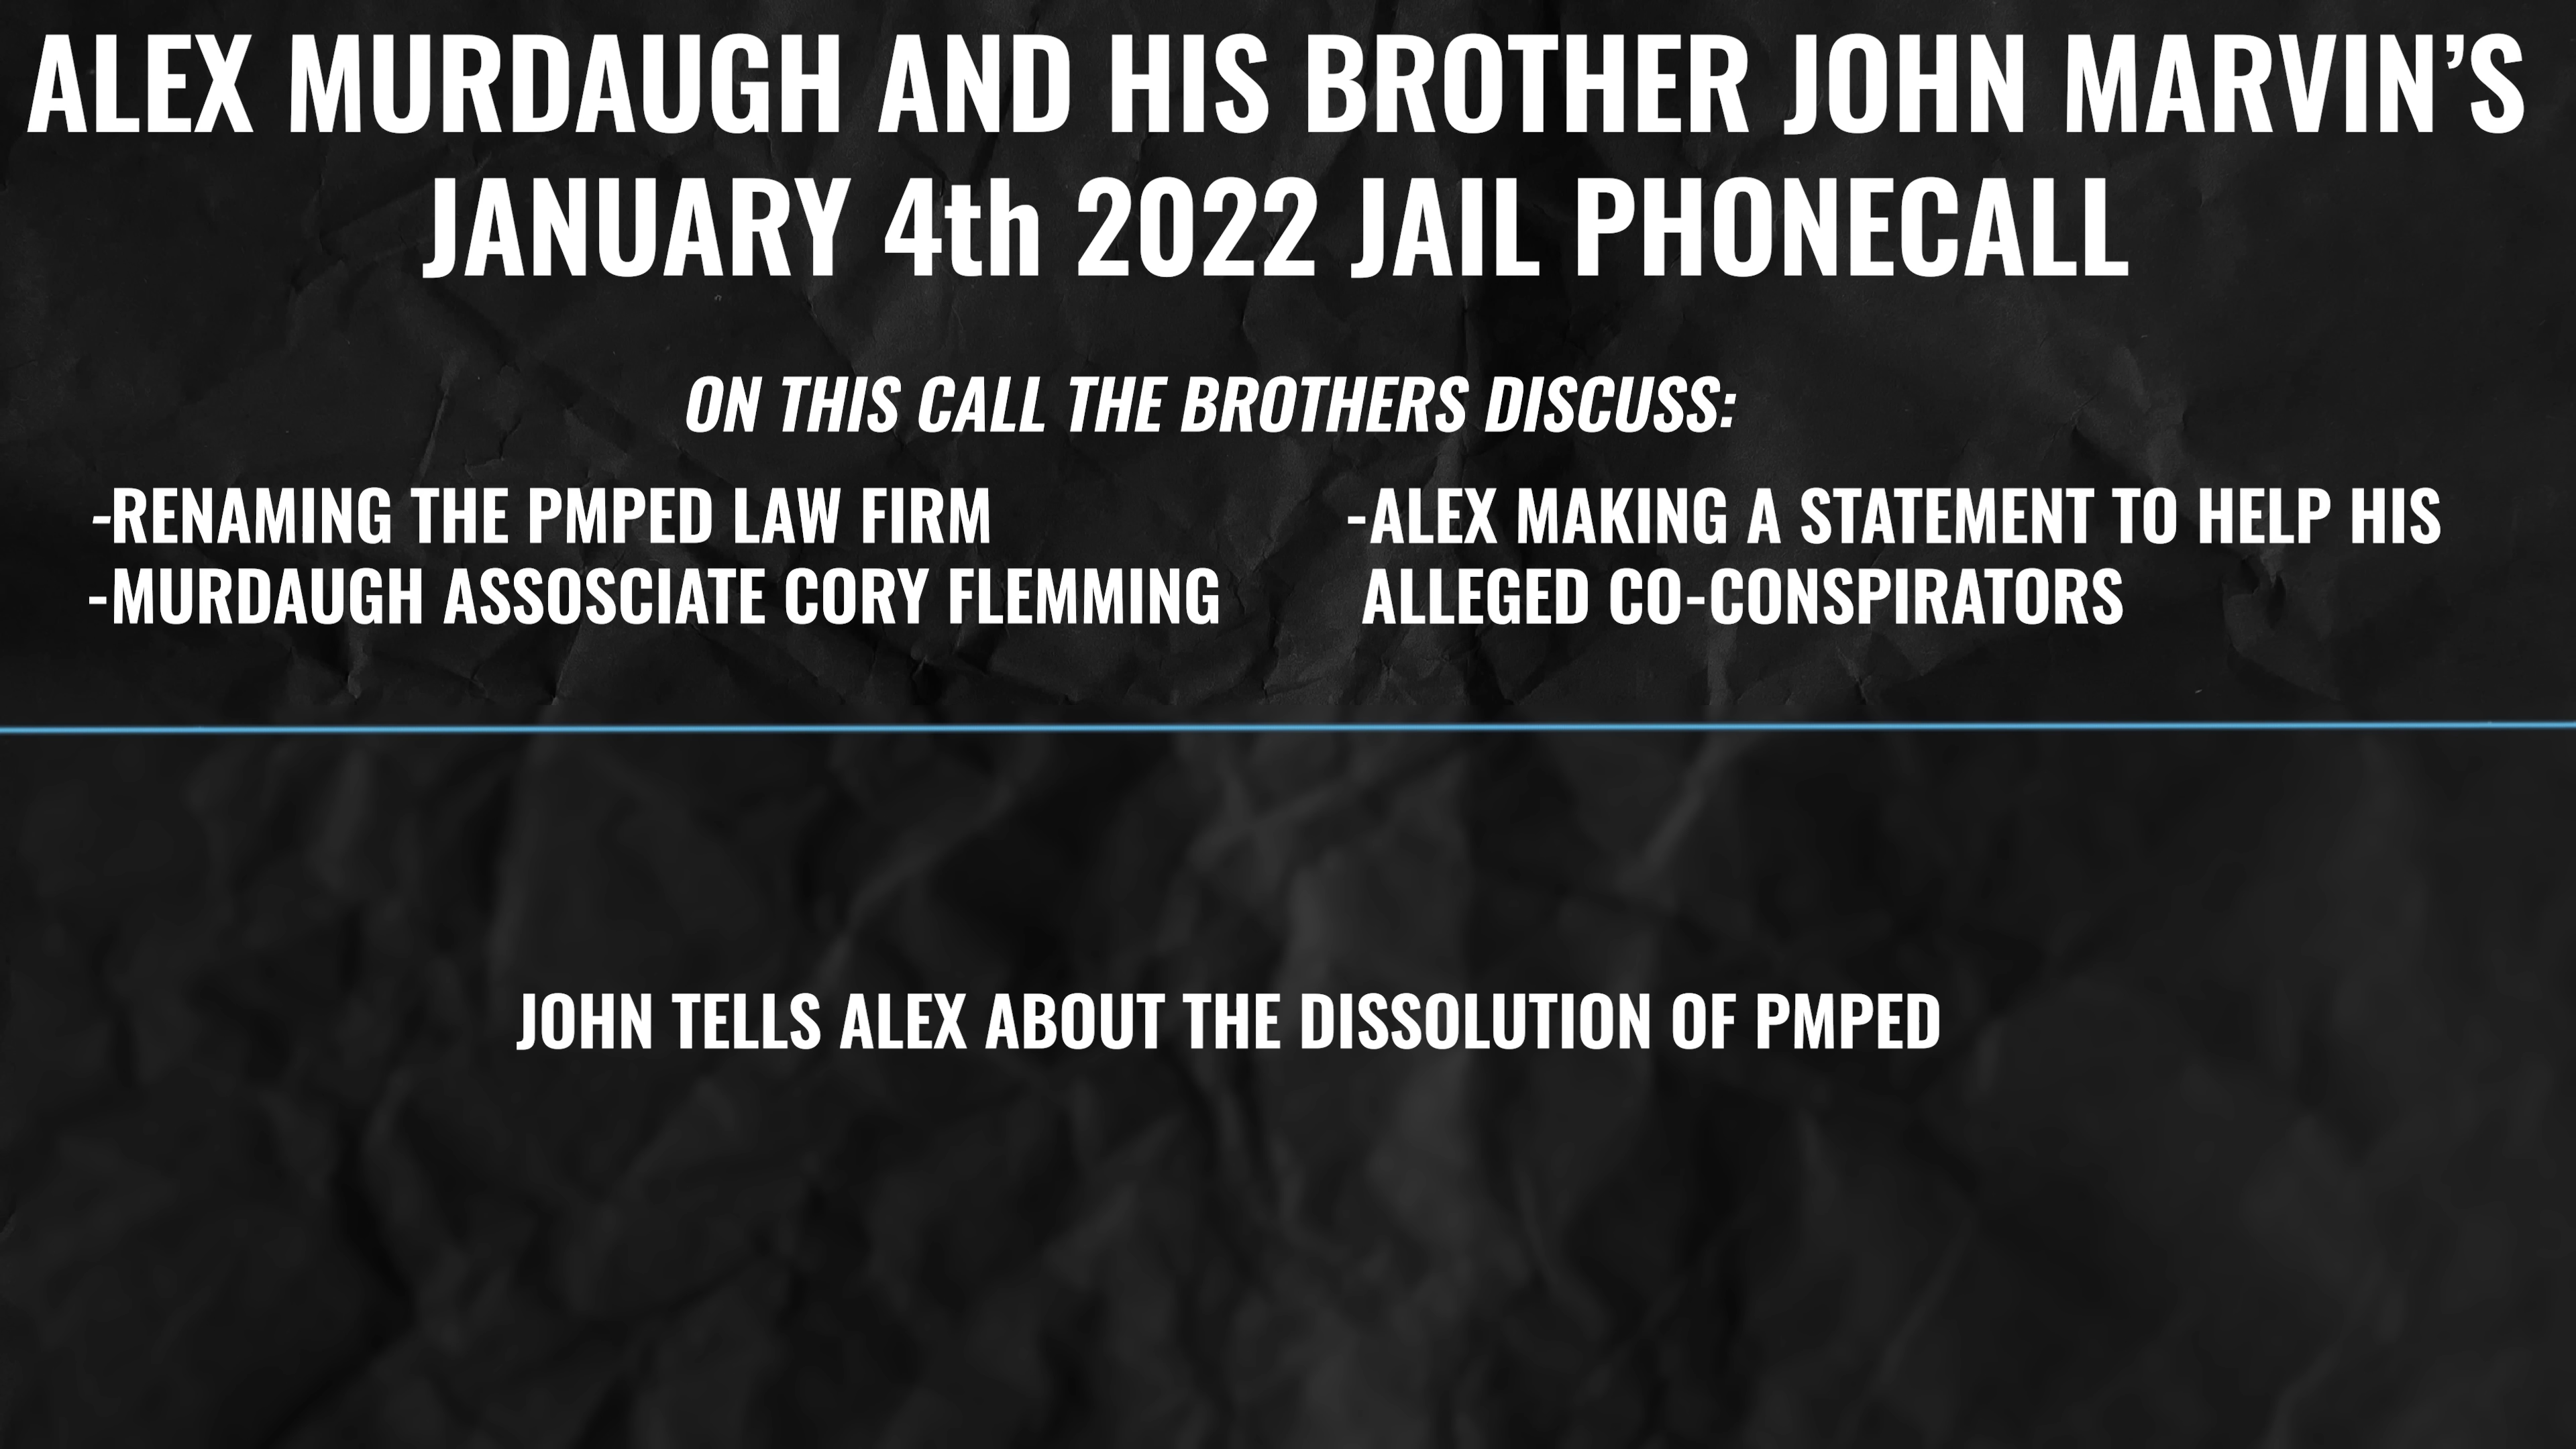 ALEX MURDAUGH AND HIS BROTHER JOHN MARVIN’S
JANUARY 4th 2022 JAIL PHONECALL
ON THIS CALL THE BROTHERS DISCUSS:
-RENAMING THE PMPED LAW FIRM
-MURDAUGH ASSOSCIATE CORY FLEMMING
-ALEX MAKING A STATEMENT TO HELP HIS
ALLEGED CO-CONSPIRATORS
JOHN TELLS ALEX ABOUT THE DISSOLUTION OF PMPED